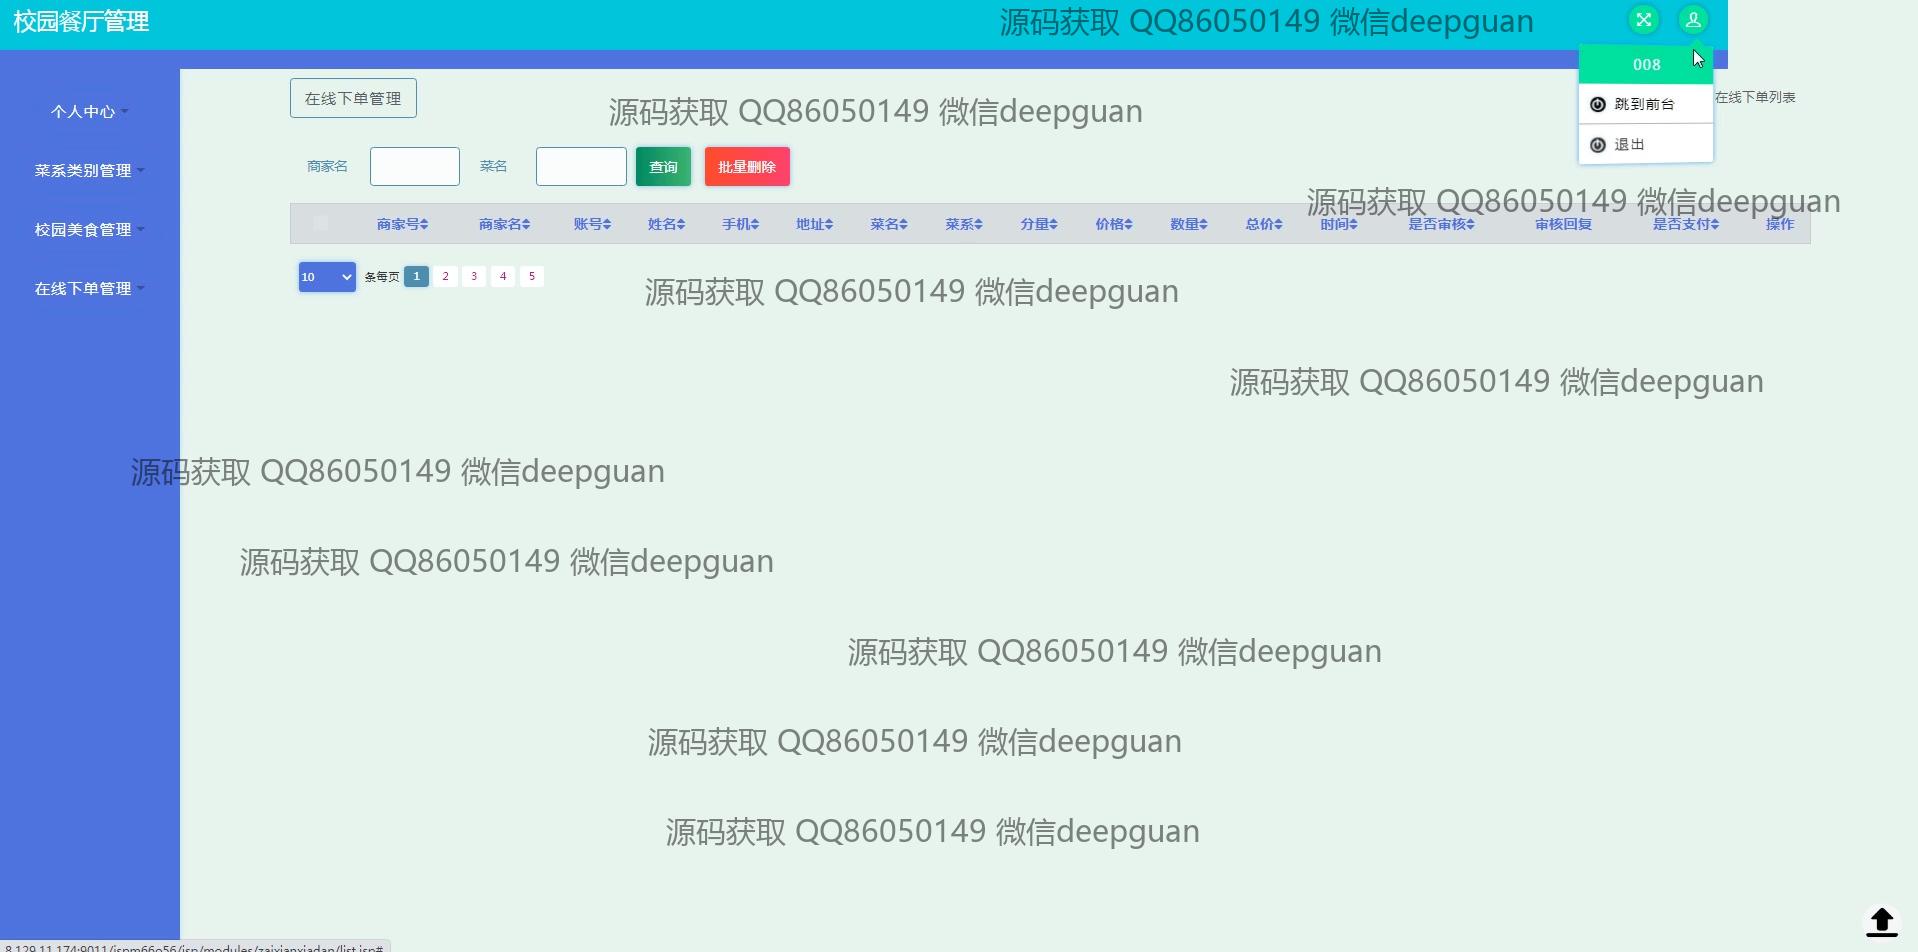 校园餐厅管理
源码获取 QQ86050149 微信deepguan
008
跳到前台
退出
个人中心
菜系类别管理
校园美食管理
在线下单管理
在线下单管理
源码获取 QQ86050149 微信deepguan
在线下单列表
商家名
菜名
查询
批量删除
源码获取 QQ86050149 微信deepguan
商家号 商家名 账号 姓名 手机 地址 菜名 菜系 分量 价格 数量 总价 时间 是否审核 审核回复 是否支付 操作
10 条每页 1 2 3 4 5
源码获取 QQ86050149 微信deepguan
源码获取 QQ86050149 微信deepguan
源码获取 QQ86050149 微信deepguan
源码获取 QQ86050149 微信deepguan
源码获取 QQ86050149 微信deepguan
源码获取 QQ86050149 微信deepguan
源码获取 QQ86050149 微信deepguan
8.129.11.174:9011/jspm66o56/jsp/modules/zaixianxiadan/list.jsp#